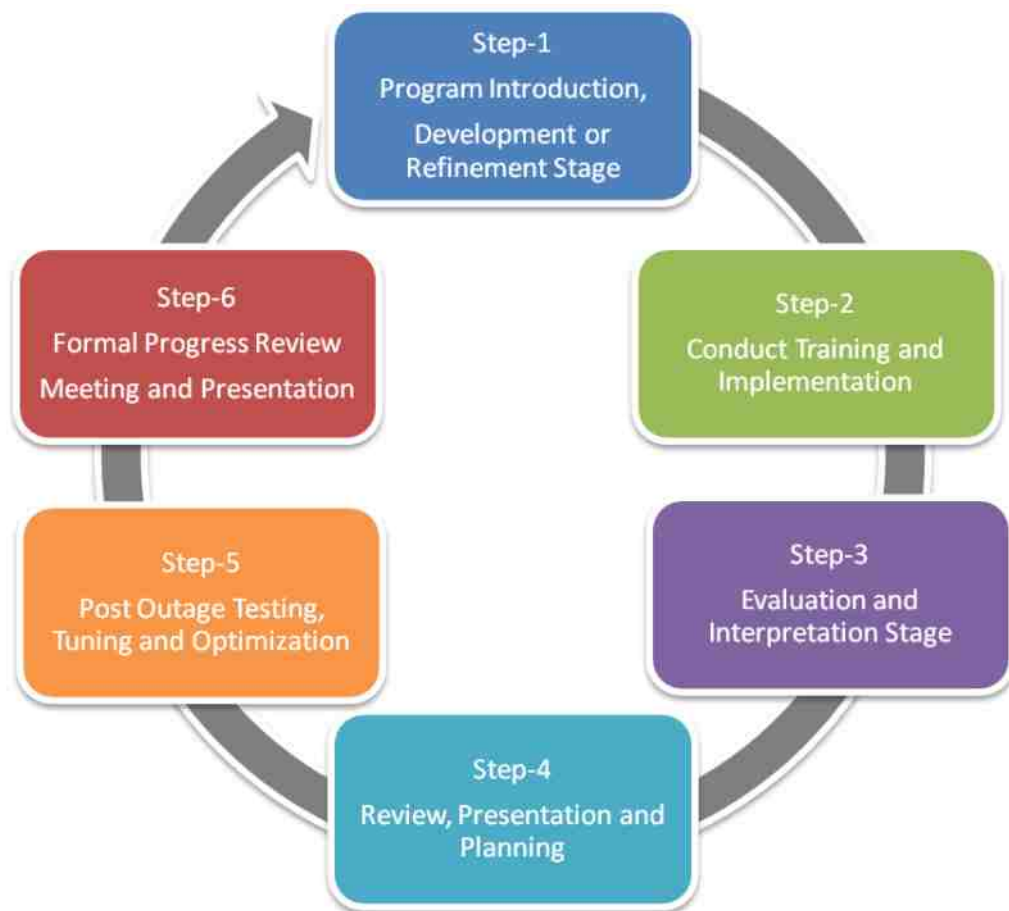 Step-1
Program Introduction,
Development or
Refinement Stage
Step-2
Conduct Training and
Implementation
Step-3
Evaluation and
Interpretation Stage
Step-4
Review, Presentation and
Planning
Step-5
Post Outage Testing,
Tuning and Optimization
Step-6
Formal Progress Review
Meeting and Presentation